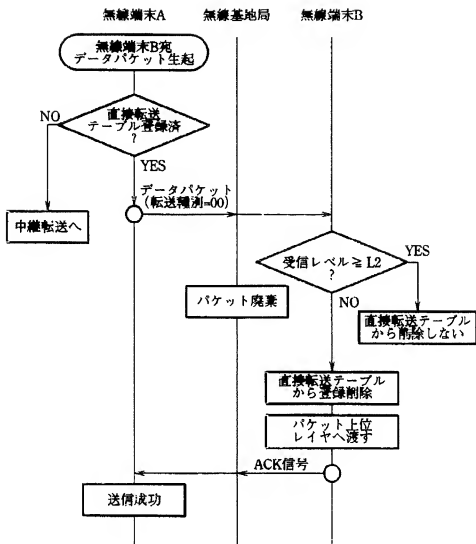 無線端末A
無線基地局
無線端末B
無線端末B宛
データパケット生起
直接転送
テーブル登録済
?
NO
YES
データパケット
(転送種別=00)
中継転送へ
受信レベル≧L2
?
YES
NO
パケット廃棄
直接転送テーブル
から削除しない
直接転送テーブル
から登録削除
パケット上位
レイヤへ渡す
ACK信号
送信成功